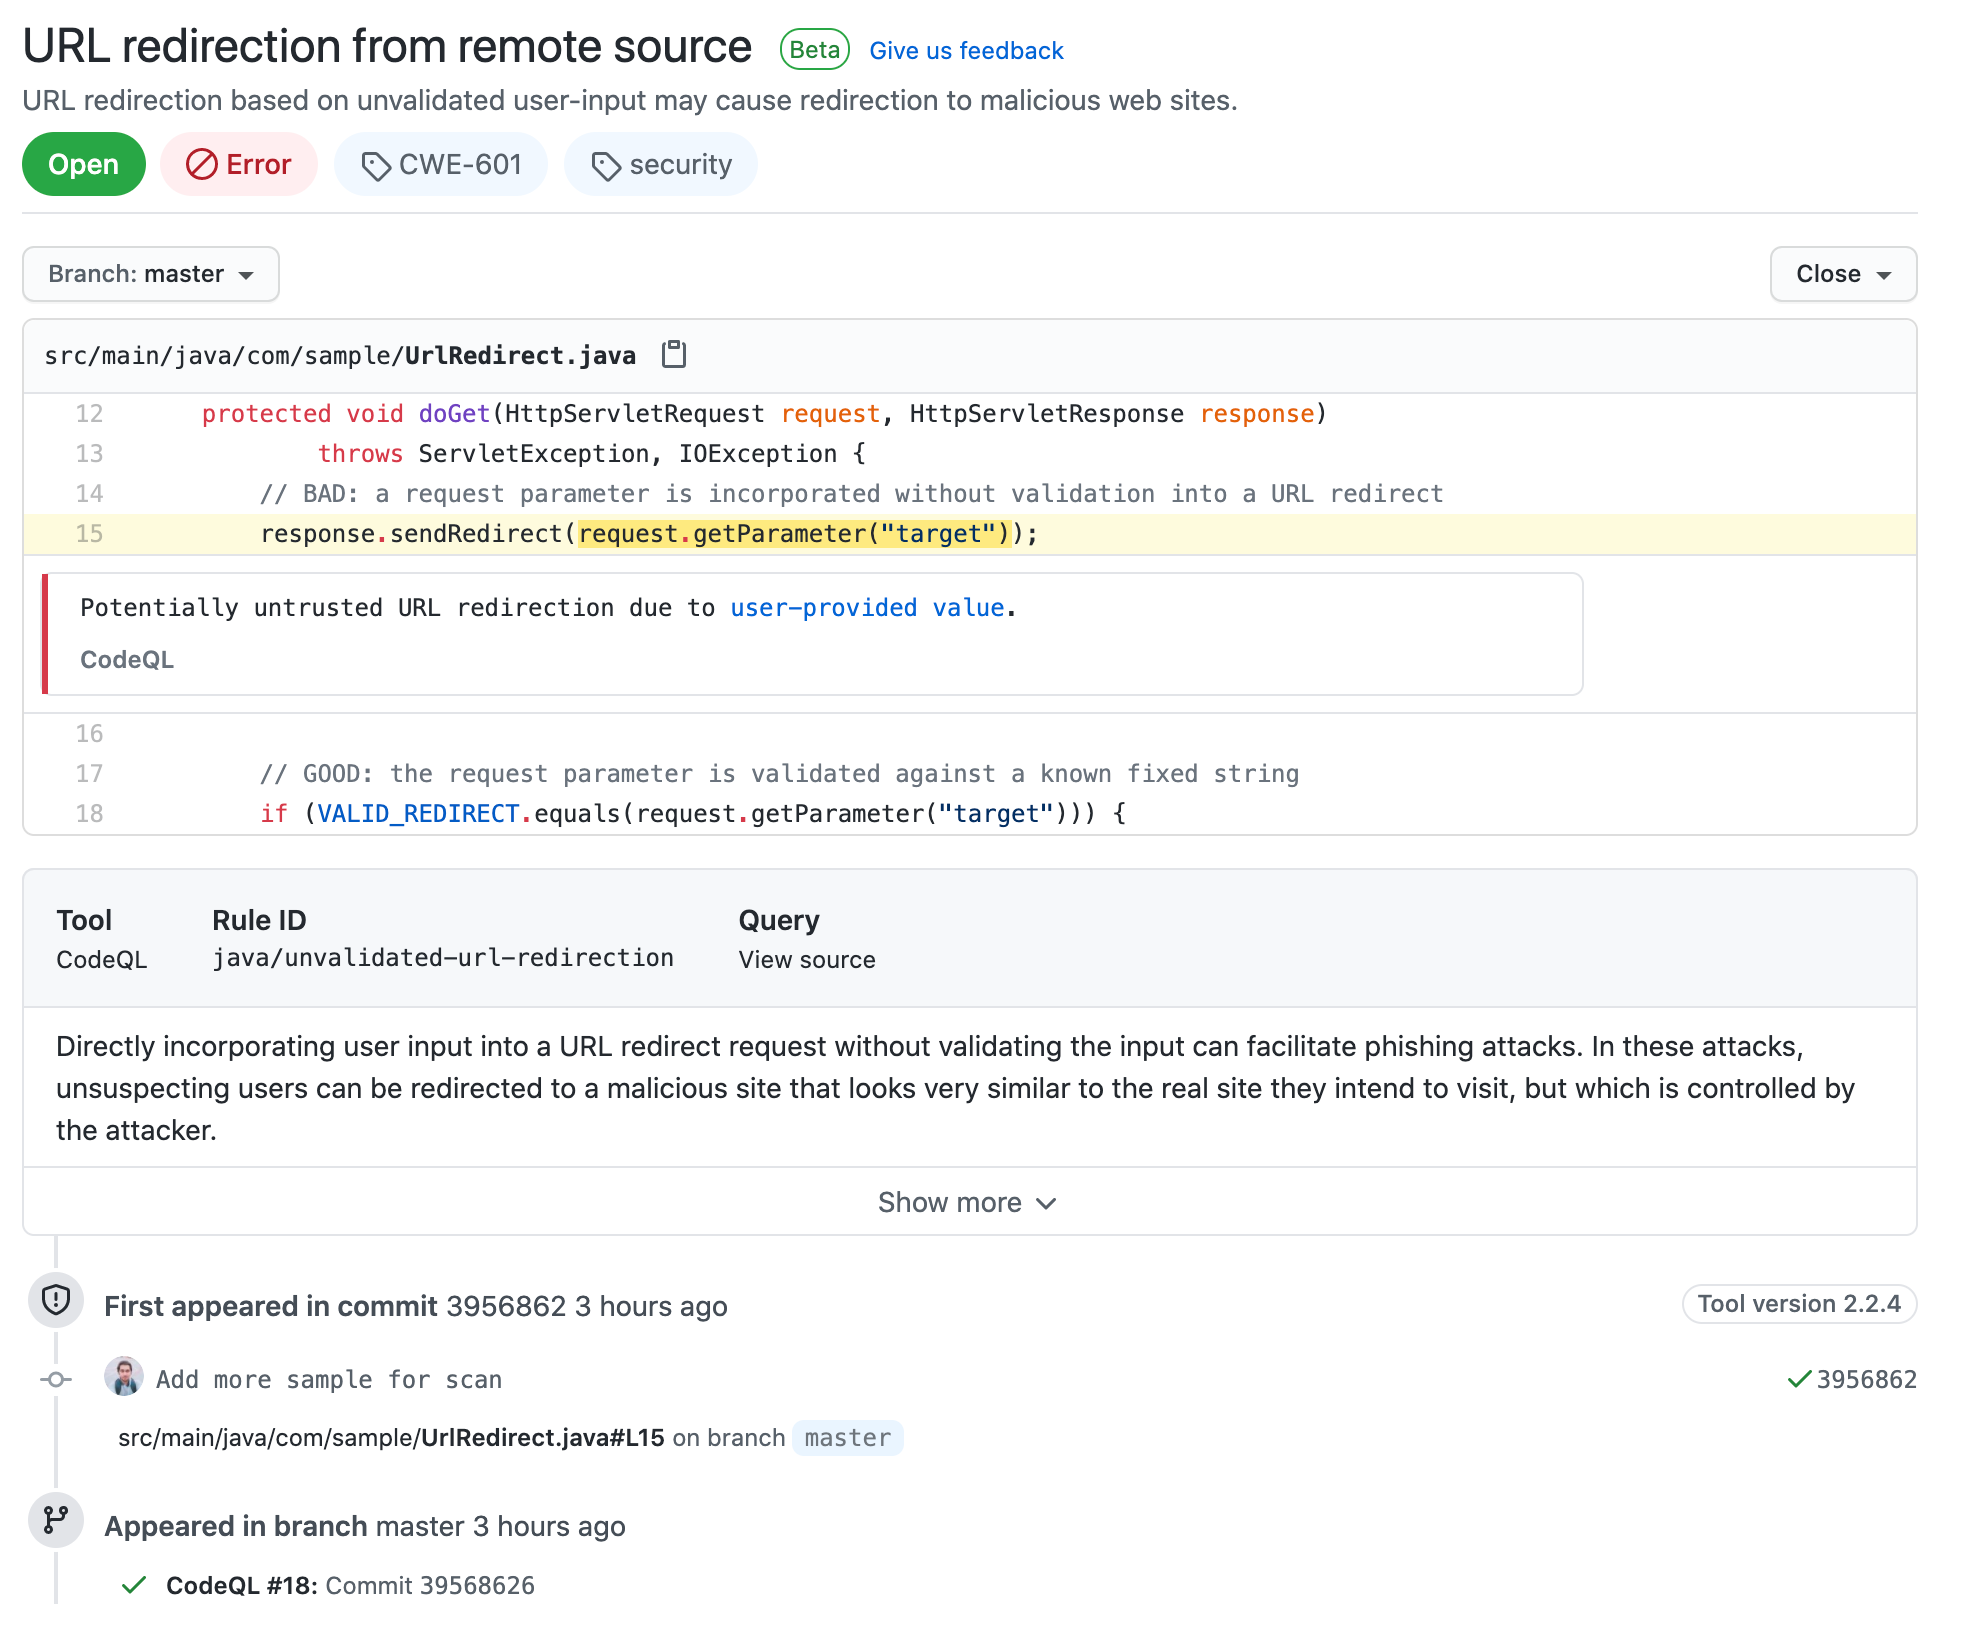 URL redirection from remote source Beta Give us feedback
URL redirection based on unvalidated user-input may cause redirection to malicious web sites.
Open Error CWE-601 security
Branch: master Close
src/main/java/com/sample/UrlRedirect.java
12 protected void doGet(HttpServletRequest request, HttpServletResponse response)
13 throws ServletException, IOException {
14 // BAD: a request parameter is incorporated without validation into a URL redirect
15 response.sendRedirect(request.getParameter("target"));
Potentially untrusted URL redirection due to user-provided value.
CodeQL
16
17 // GOOD: the request parameter is validated against a known fixed string
18 if (VALID_REDIRECT.equals(request.getParameter("target"))) {
Tool Rule ID Query
CodeQL java/unvalidated-url-redirection View source
Directly incorporating user input into a URL redirect request without validating the input can facilitate phishing attacks. In these attacks,
unsuspecting users can be redirected to a malicious site that looks very similar to the real site they intend to visit, but which is controlled by
the attacker.
Show more
First appeared in commit 3956862 3 hours ago Tool version 2.2.4
Add more sample for scan 3956862
src/main/java/com/sample/UrlRedirect.java#L15 on branch master
Appeared in branch master 3 hours ago
CodeQL #18: Commit 39568626